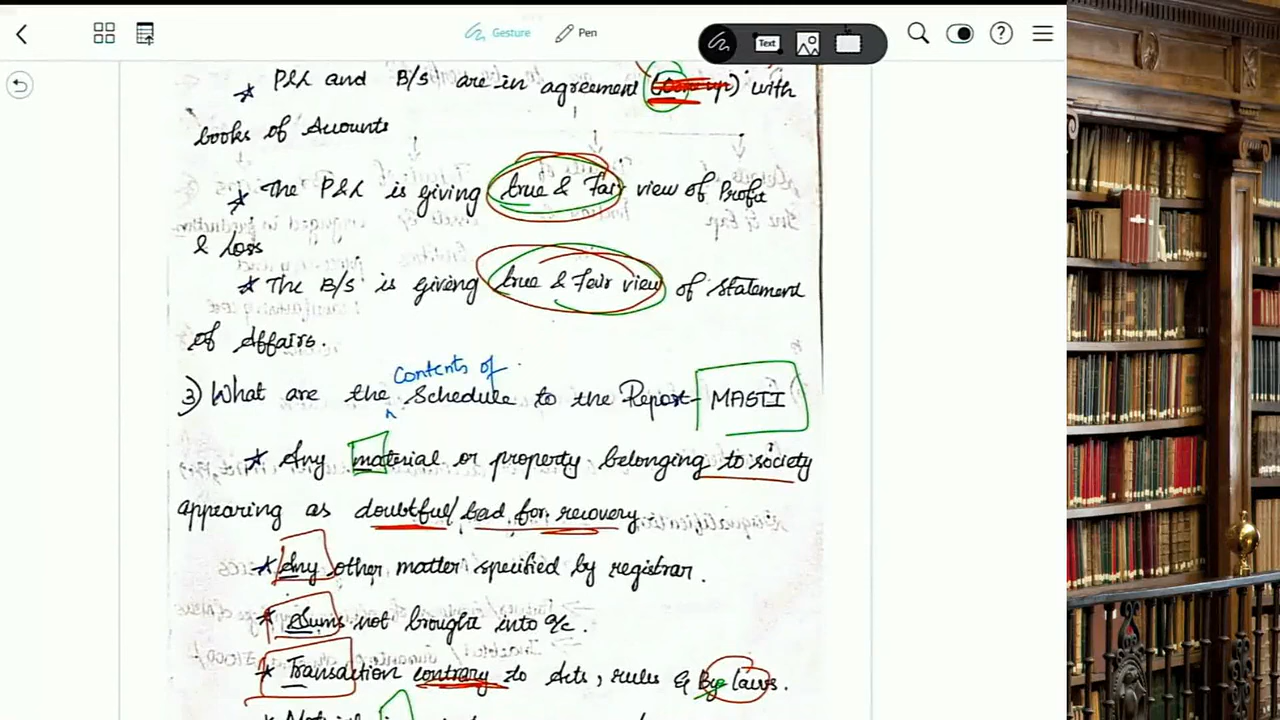 Gesture
Pen
Text
* P&L and B/S are in agreement with
books of Accounts
* The P&L is giving true & Fair view of Profit
& Loss
* The B/S is giving true & Fair view of Statement
of Affairs.
contents of
3) What are the ^ Schedule to the Report- MASTI
* Any material or property belonging to society
appearing as doubtful/bad for recovery
* Any other matter specified by registrar.
* Sums not brought into a/c.
* Transaction contrary to Acts, rules & By laws.